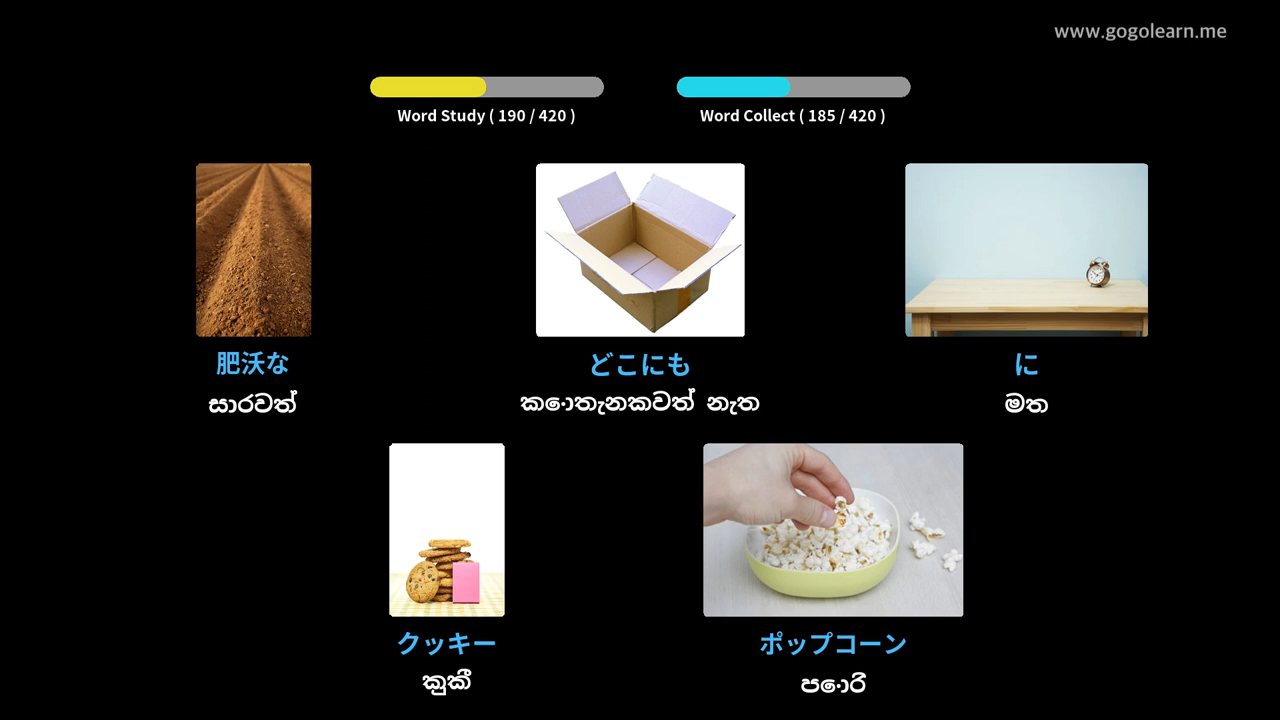 www.gogolearn.me
Word Study ( 190 / 420 )
Word Collect ( 185 / 420 )
肥沃な
සාරවත්
どこにも
කොතැනකවත් නැත
に
මත
クッキー
කුකී
ポップコーン
පොරි